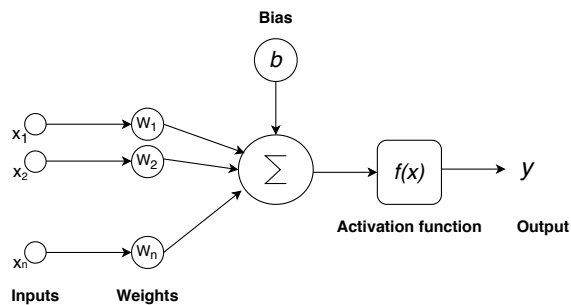 Bias
b
x1
W1
x2
W2
∑
f(x)
y
Activation function
Output
xn
Wn
Inputs
Weights